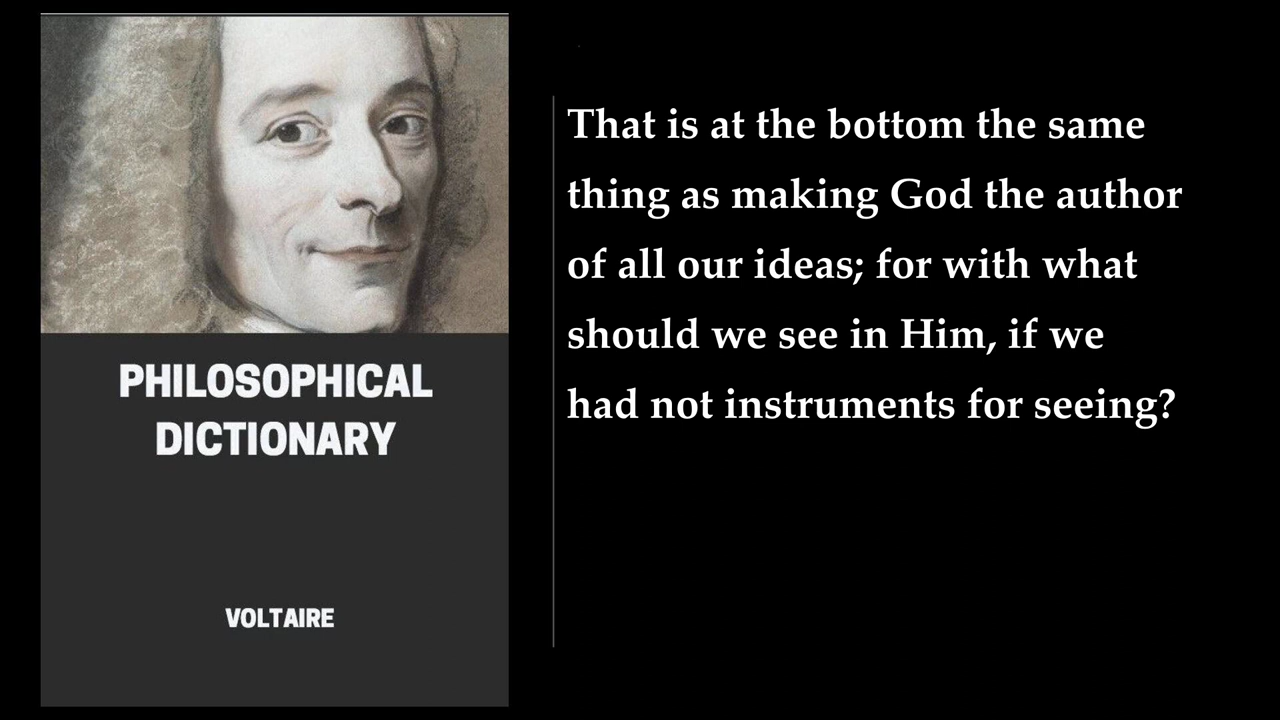 PHILOSOPHICAL
DICTIONARY
VOLTAIRE
That is at the bottom the same
thing as making God the author
of all our ideas; for with what
should we see in Him, if we
had not instruments for seeing?